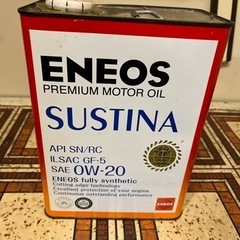 ENEOS
PREMIUM MOTOR OIL
SUSTINA
API SN/RC
ILSAC GF-5
SAE 0W-20
ENEOS fully synthetic
Cutting edge technology
Excellent protection of your engine
Continuous outstanding performance
ENEOS